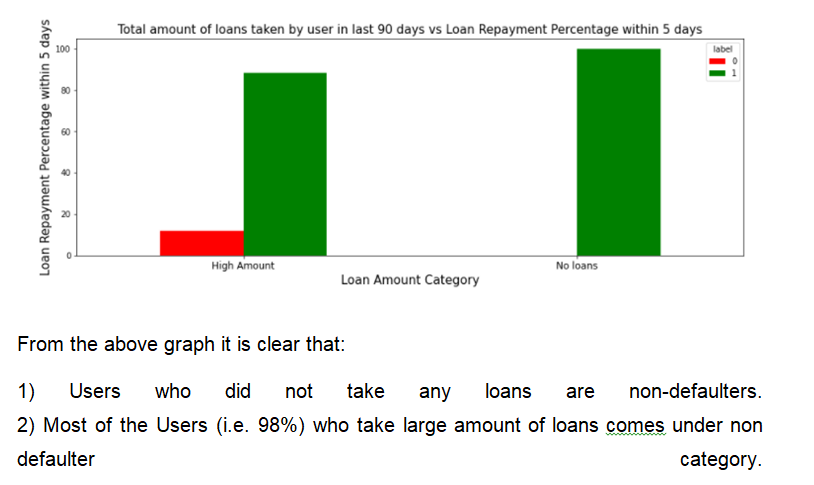 Total amount of loans taken by user in last 90 days vs Loan Repayment Percentage within 5 days
Loan Repayment Percentage within 5 days
100
80
60
40
20
0
label
0
1
High Amount
No loans
Loan Amount Category
From the above graph it is clear that:
1) Users who did not take any loans are non-defaulters.
2) Most of the Users (i.e. 98%) who take large amount of loans comes under non
defaulter category.